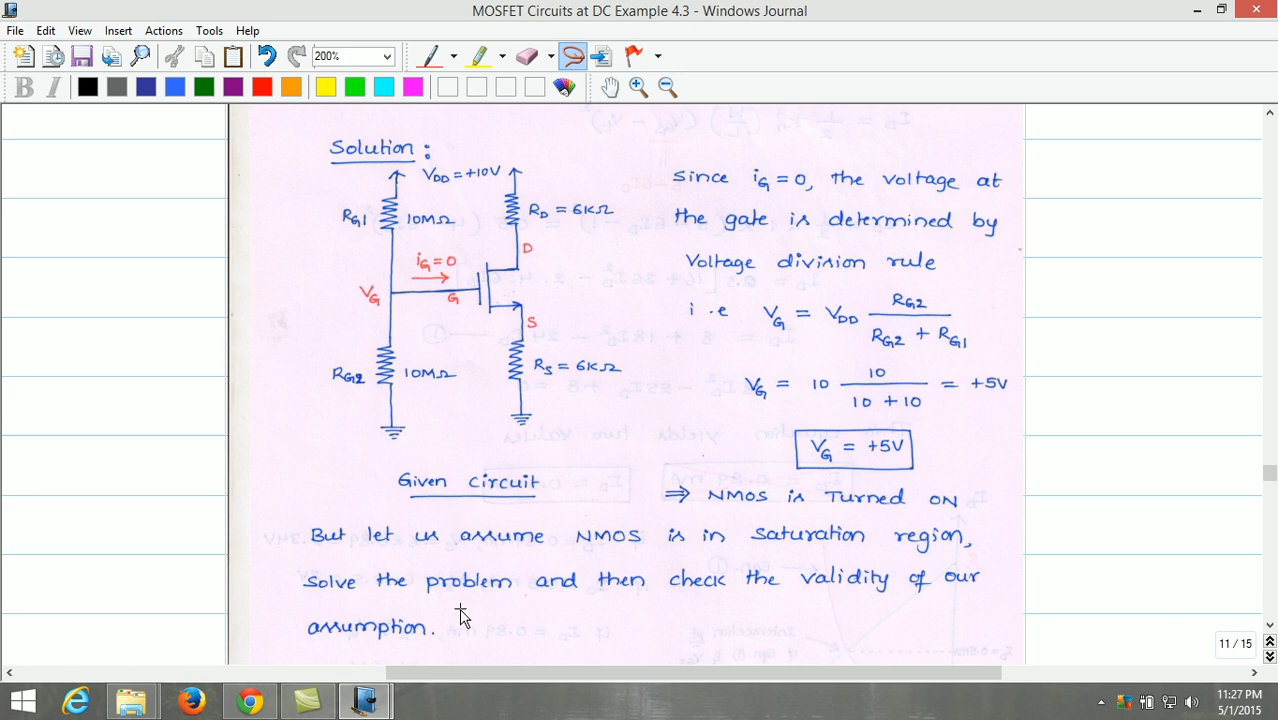 MOSFET Circuits at DC Example 4.3 - Windows Journal
File Edit View Insert Actions Tools Help
200%
B I
Solution :
VDD = +10V
RG1 10MΩ
RD = 6KΩ
D
iG = 0
VG
G
S
RG2 10MΩ
RS = 6KΩ
Given circuit
Since iG = 0, the voltage at
the gate is determined by
Voltage division rule
i.e VG = VDD RG2 / RG2 + RG1
VG = 10 10 / 10 + 10 = +5V
VG = +5V
⇒ NMOS is Turned ON
But let us assume NMOS is in saturation region,
solve the problem and then check the validity of our
assumption.
11 / 15
11:27 PM
5/1/2015